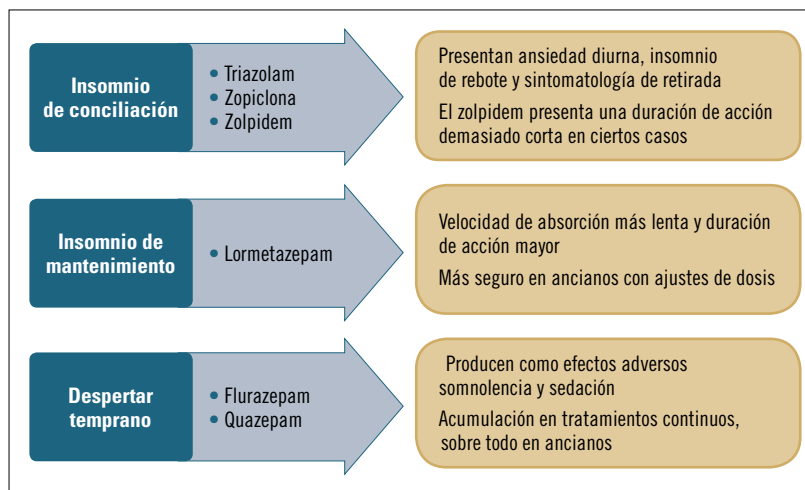 Insomnio
de conciliación
• Triazolam
• Zopiclona
• Zolpidem
Presentan ansiedad diurna, insomnio
de rebote y sintomatología de retirada
El zolpidem presenta una duración de acción
demasiado corta en ciertos casos
Insomnio de
mantenimiento
• Lormetazepam
Velocidad de absorción más lenta y duración
de acción mayor
Más seguro en ancianos con ajustes de dosis
Despertar
temprano
• Flurazepam
• Quazepam
Producen como efectos adversos
somnolencia y sedación
Acumulación en tratamientos continuos,
sobre todo en ancianos